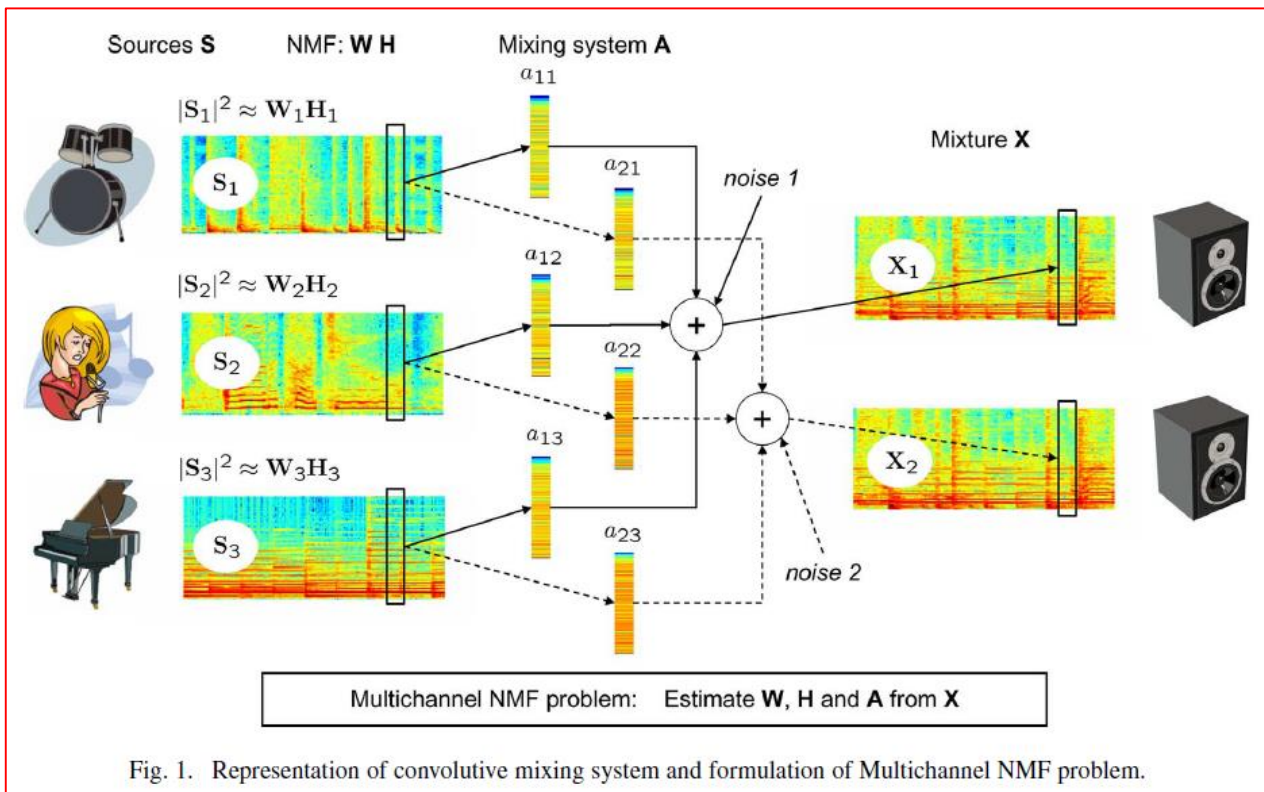 Sources S NMF: W H Mixing system A
a₁₁
|S₁|² ≈ W₁H₁
Mixture X
S₁
a₂₁
noise 1
a₁₂
|S₂|² ≈ W₂H₂
X₁
+
S₂
a₂₂
+
a₁₃
|S₃|² ≈ W₃H₃
X₂
S₃
a₂₃
noise 2
Multichannel NMF problem: Estimate W, H and A from X
Fig. 1. Representation of convolutive mixing system and formulation of Multichannel NMF problem.